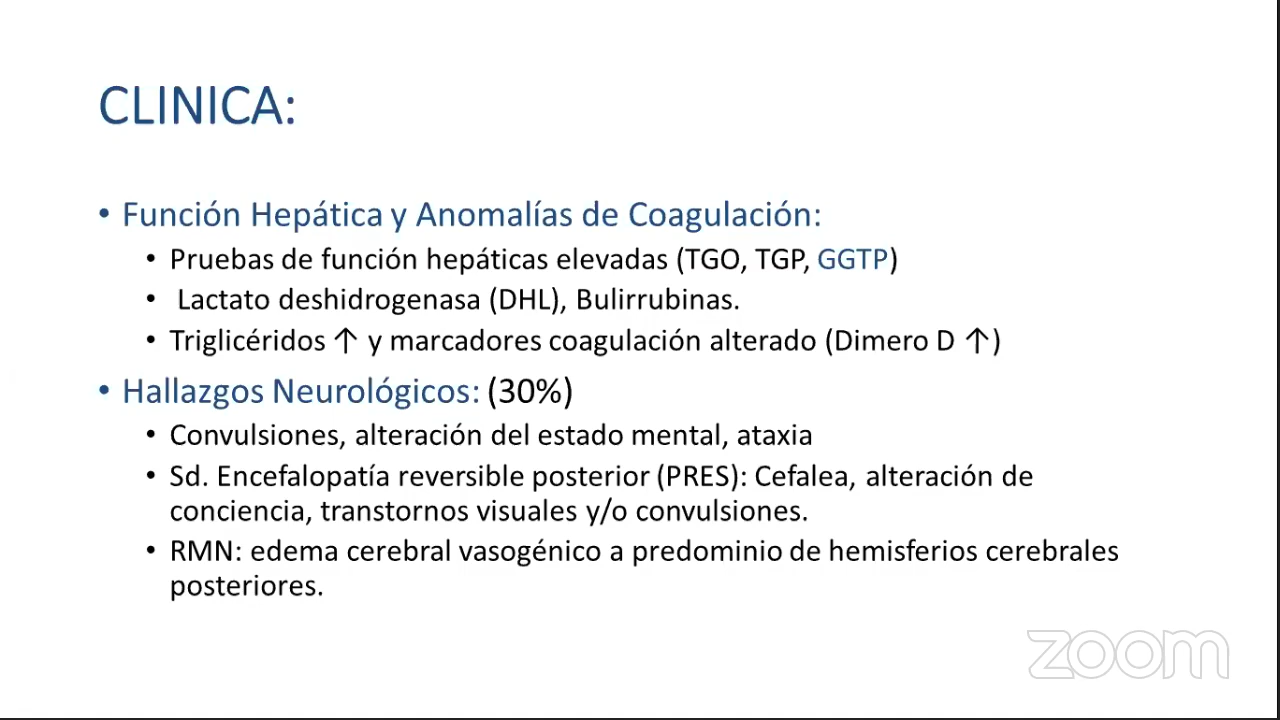 CLINICA:
• Función Hepática y Anomalías de Coagulación:
• Pruebas de función hepáticas elevadas (TGO, TGP, GGTP)
• Lactato deshidrogenasa (DHL), Bulirrubinas.
• Triglicéridos ↑ y marcadores coagulación alterado (Dimero D ↑)
• Hallazgos Neurológicos: (30%)
• Convulsiones, alteración del estado mental, ataxia
• Sd. Encefalopatía reversible posterior (PRES): Cefalea, alteración de
conciencia, transtornos visuales y/o convulsiones.
• RMN: edema cerebral vasogénico a predominio de hemisferios cerebrales
posteriores.
zoom